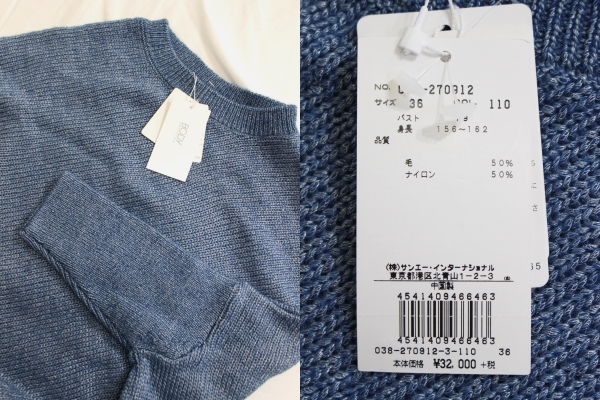 BODY
NO. U
-270912
サイズ 36 110
バスト 79
身長 156~162
品質
毛 50%
ナイロン 50%
65
(株)サンエー・インターナショナル
東京都港区北青山1-2-3
中国製
4541409466463
4541409466463
038-270912-3-110 36
本体価格 ¥32,000 +税